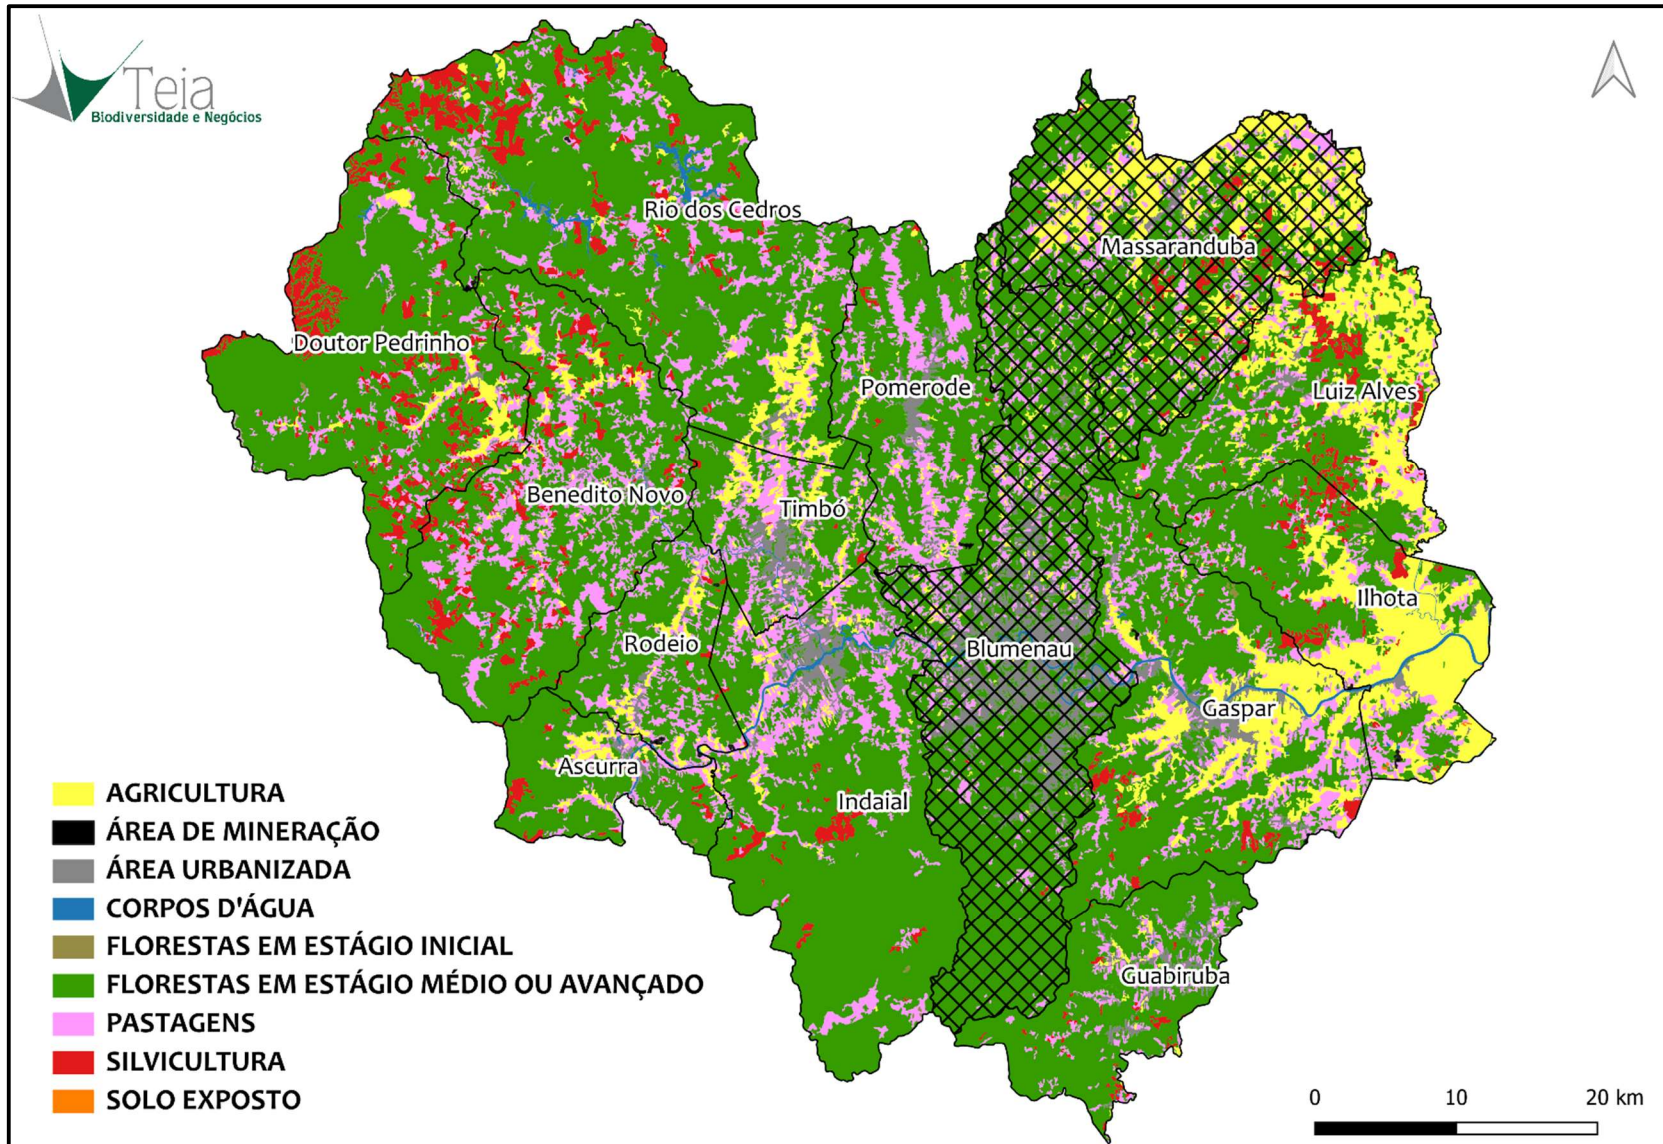 Teia
Biodiversidade e Negócios
Rio dos Cedros
Massaranduba
Doutor Pedrinho
Pomerode
Luiz Alves
Benedito Novo
Timbó
Ilhota
Rodeio
Blumenau
Gaspar
Ascurra
Indaial
Guabiruba
AGRICULTURA
ÁREA DE MINERAÇÃO
ÁREA URBANIZADA
CORPOS D'ÁGUA
FLORESTAS EM ESTÁGIO INICIAL
FLORESTAS EM ESTÁGIO MÉDIO OU AVANÇADO
PASTAGENS
SILVICULTURA
SOLO EXPOSTO
0 10 20 km